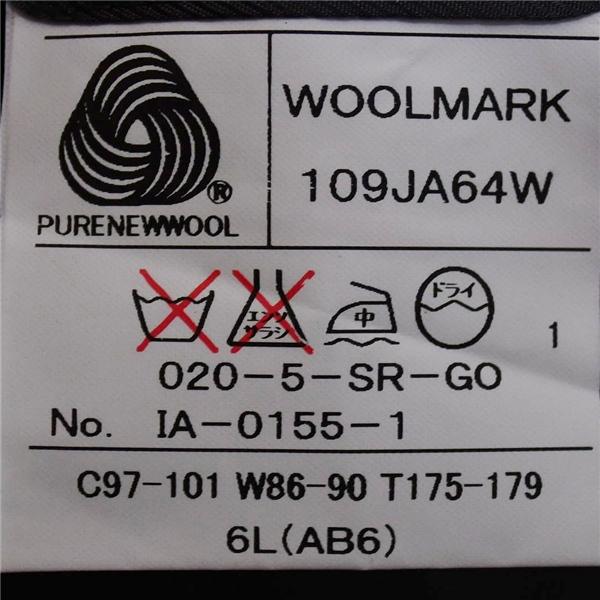 WOOLMARK
109JA64W
®
PURENEWWOOL
エンソ
サラシ
中
ドライ
1
020-5-SR-GO
No. IA-0155-1
C97-101 W86-90 T175-179
6L(AB6)